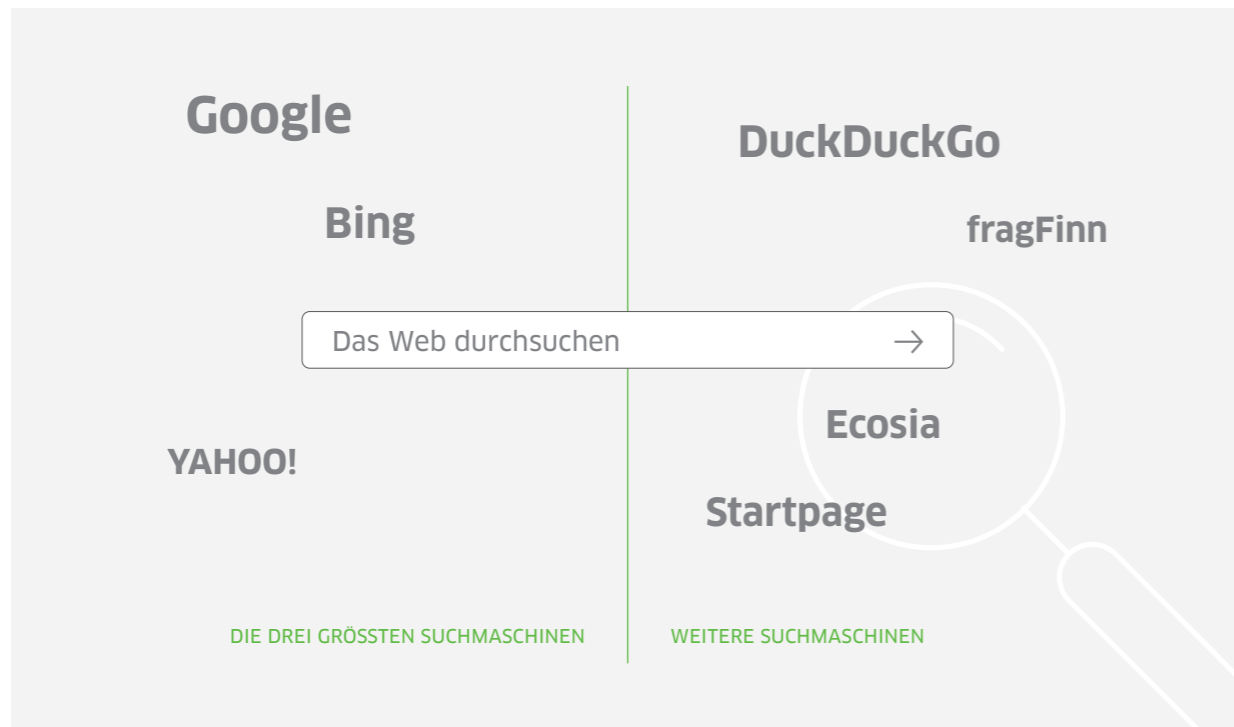 Google
Bing
DuckDuckGo
fragFinn
Das Web durchsuchen →
YAHOO!
Ecosia
Startpage
DIE DREI GRÖSSTEN SUCHMASCHINEN
WEITERE SUCHMASCHINEN